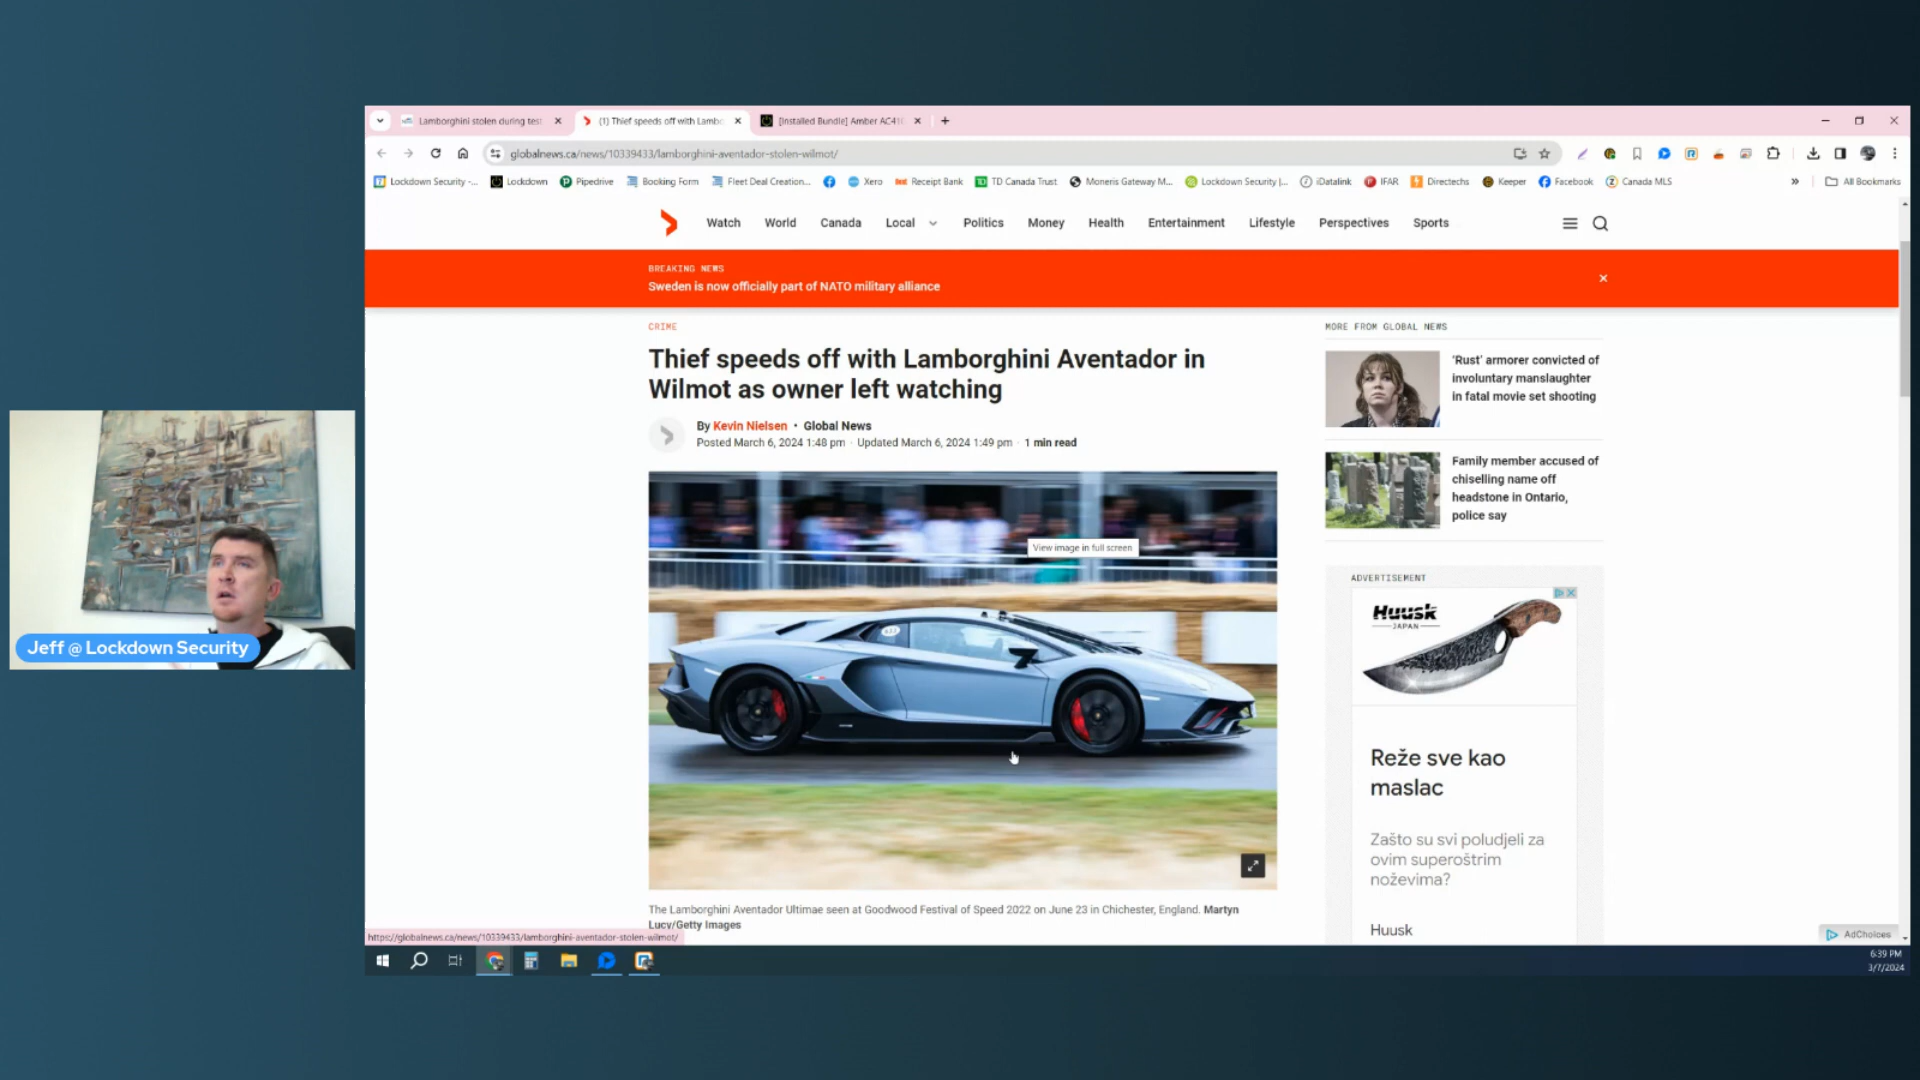 Lamborghini stolen during test
(1) Thief speeds off with Lambo
[Installed Bundle] Amber AC41
globalnews.ca/news/10339433/lamborghini-aventador-stolen-wilmot/
Lockdown Security -...
Lockdown
Pipedrive
Booking Form
Fleet Deal Creation...
Xero
Receipt Bank
TD Canada Trust
Moneris Gateway M...
Lockdown Security |...
iDatalink
IFAR
Directechs
Keeper
Facebook
Canada MLS
»
All Bookmarks
Watch
World
Canada
Local
Politics
Money
Health
Entertainment
Lifestyle
Perspectives
Sports
BREAKING NEWS
Sweden is now officially part of NATO military alliance
CRIME
Thief speeds off with Lamborghini Aventador in
Wilmot as owner left watching
By Kevin Nielsen • Global News
Posted March 6, 2024 1:48 pm · Updated March 6, 2024 1:49 pm · 1 min read
View image in full screen
The Lamborghini Aventador Ultimae seen at Goodwood Festival of Speed 2022 on June 23 in Chichester, England. Martyn
Lucy/Getty Images
MORE FROM GLOBAL NEWS
'Rust' armorer convicted of
involuntary manslaughter
in fatal movie set shooting
Family member accused of
chiselling name off
headstone in Ontario,
police say
ADVERTISEMENT
Huusk
JAPAN
Reže sve kao
maslac
Zašto su svi poludjeli za
ovim superoštrim
noževima?
Huusk
AdChoices
https://globalnews.ca/news/10339433/lamborghini-aventador-stolen-wilmot/
6:39 PM
3/7/2024
Jeff @ Lockdown Security